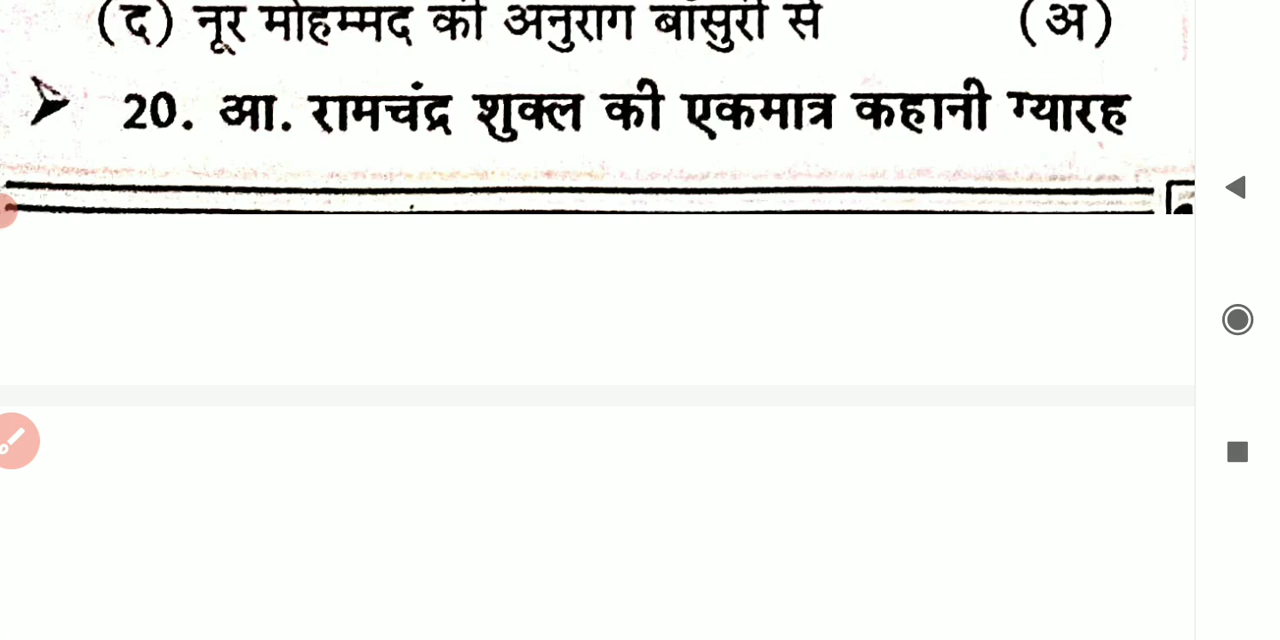 (द) नूर मोहम्मद की अनुराग बांसुरी से (अ)
20. आ. रामचंद्र शुक्ल की एकमात्र कहानी ग्यारह